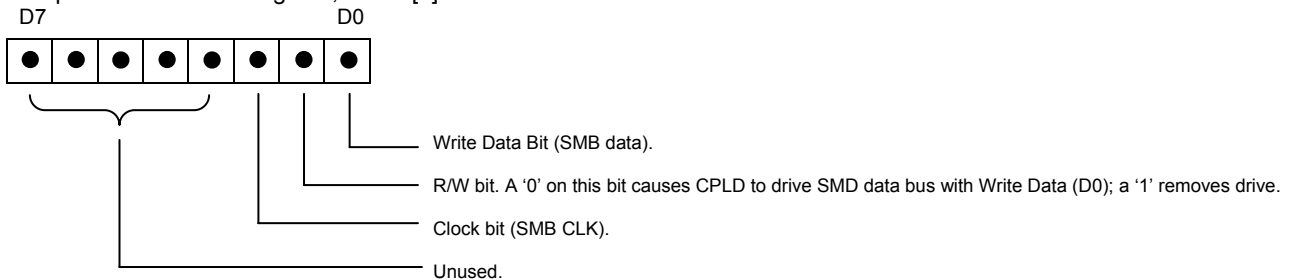 D7 D0
Write Data Bit (SMB data).
R/W bit. A ‘0’ on this bit causes CPLD to drive SMD data bus with Write Data (D0); a ‘1’ removes drive.
Clock bit (SMB CLK).
Unused.